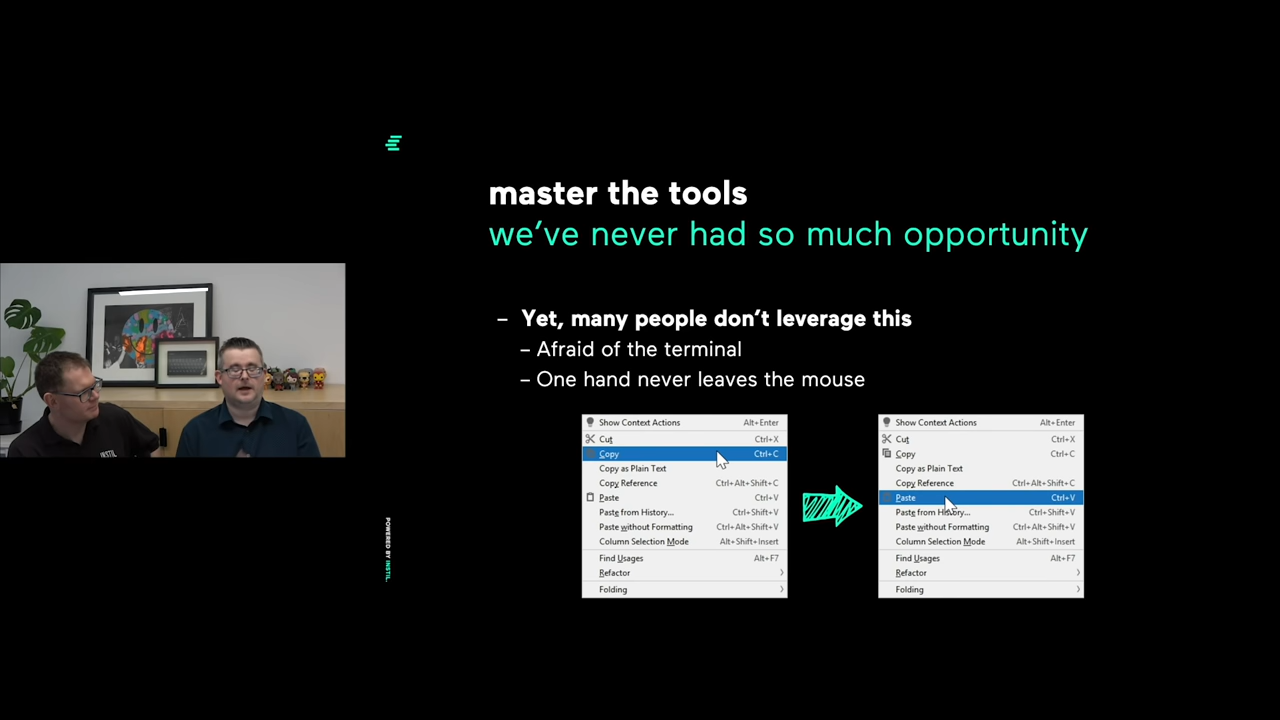 master the tools
we've never had so much opportunity
– Yet, many people don't leverage this
– Afraid of the terminal
– One hand never leaves the mouse
Show Context Actions Alt+Enter
Cut Ctrl+X
Copy Ctrl+C
Copy as Plain Text
Copy Reference Ctrl+Alt+Shift+C
Paste Ctrl+V
Paste from History... Ctrl+Shift+V
Paste without Formatting Ctrl+Alt+Shift+V
Column Selection Mode Alt+Shift+Insert
Find Usages Alt+F7
Refactor
Folding
Show Context Actions Alt+Enter
Cut Ctrl+X
Copy Ctrl+C
Copy as Plain Text
Copy Reference Ctrl+Alt+Shift+C
Paste Ctrl+V
Paste from History... Ctrl+Shift+V
Paste without Formatting Ctrl+Alt+Shift+V
Column Selection Mode Alt+Shift+Insert
Find Usages Alt+F7
Refactor
Folding
POWERED BY INSTIL.
INSTIL